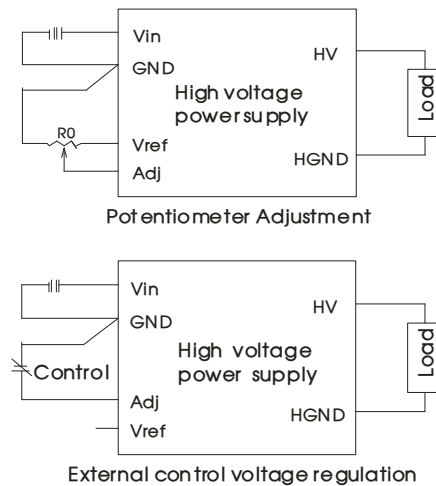 Vin
GND
HV
High voltage
power supply
Load
R0
Vref
Adj
HGND
Potentiometer Adjustment
Vin
GND
HV
High voltage
power supply
Load
Control
Adj
Vref
HGND
External control voltage regulation